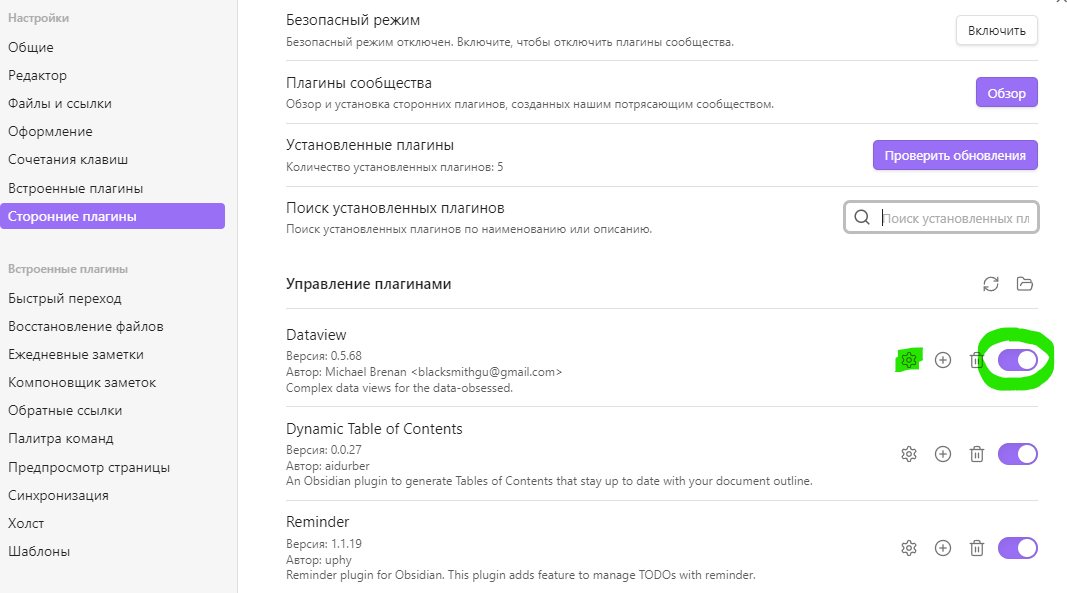 Настройки
Общие
Редактор
Файлы и ссылки
Оформление
Сочетания клавиш
Встроенные плагины
Сторонние плагины
Встроенные плагины
Быстрый переход
Восстановление файлов
Ежедневные заметки
Компоновщик заметок
Обратные ссылки
Палитра команд
Предпросмотр страницы
Синхронизация
Холст
Шаблоны
Безопасный режим
Безопасный режим отключен. Включите, чтобы отключить плагины сообщества.
Включить
Плагины сообщества
Обзор и установка сторонних плагинов, созданных нашим потрясающим сообществом.
Обзор
Установленные плагины
Количество установленных плагинов: 5
Проверить обновления
Поиск установленных плагинов
Поиск установленных плагинов по наименованию или описанию.
Поиск установленных пл
Управление плагинами
Dataview
Версия: 0.5.68
Автор: Michael Brenan <blacksmithgu@gmail.com>
Complex data views for the data-obsessed.
Dynamic Table of Contents
Версия: 0.0.27
Автор: aidurber
An Obsidian plugin to generate Tables of Contents that stay up to date with your document outline.
Reminder
Версия: 1.1.19
Автор: uphy
Reminder plugin for Obsidian. This plugin adds feature to manage TODOs with reminder.